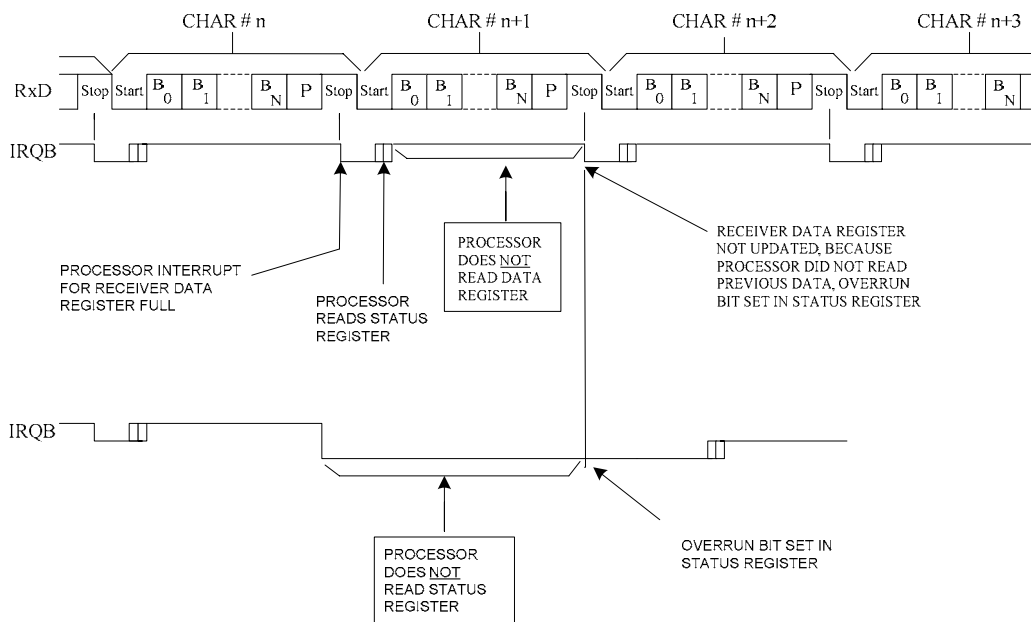 CHAR # n CHAR # n+1 CHAR # n+2 CHAR # n+3
RxD Stop Start B0 B1 BN P Stop Start B0 B1 BN P Stop Start B0 B1 BN P Stop Start B0 B1 BN
IRQB
PROCESSOR INTERRUPT
FOR RECEIVER DATA
REGISTER FULL
PROCESSOR
READS STATUS
REGISTER
PROCESSOR
DOES NOT
READ DATA
REGISTER
RECEIVER DATA REGISTER
NOT UPDATED, BECAUSE
PROCESSOR DID NOT READ
PREVIOUS DATA, OVERRUN
BIT SET IN STATUS REGISTER
IRQB
PROCESSOR
DOES NOT
READ STATUS
REGISTER
OVERRUN BIT SET IN
STATUS REGISTER